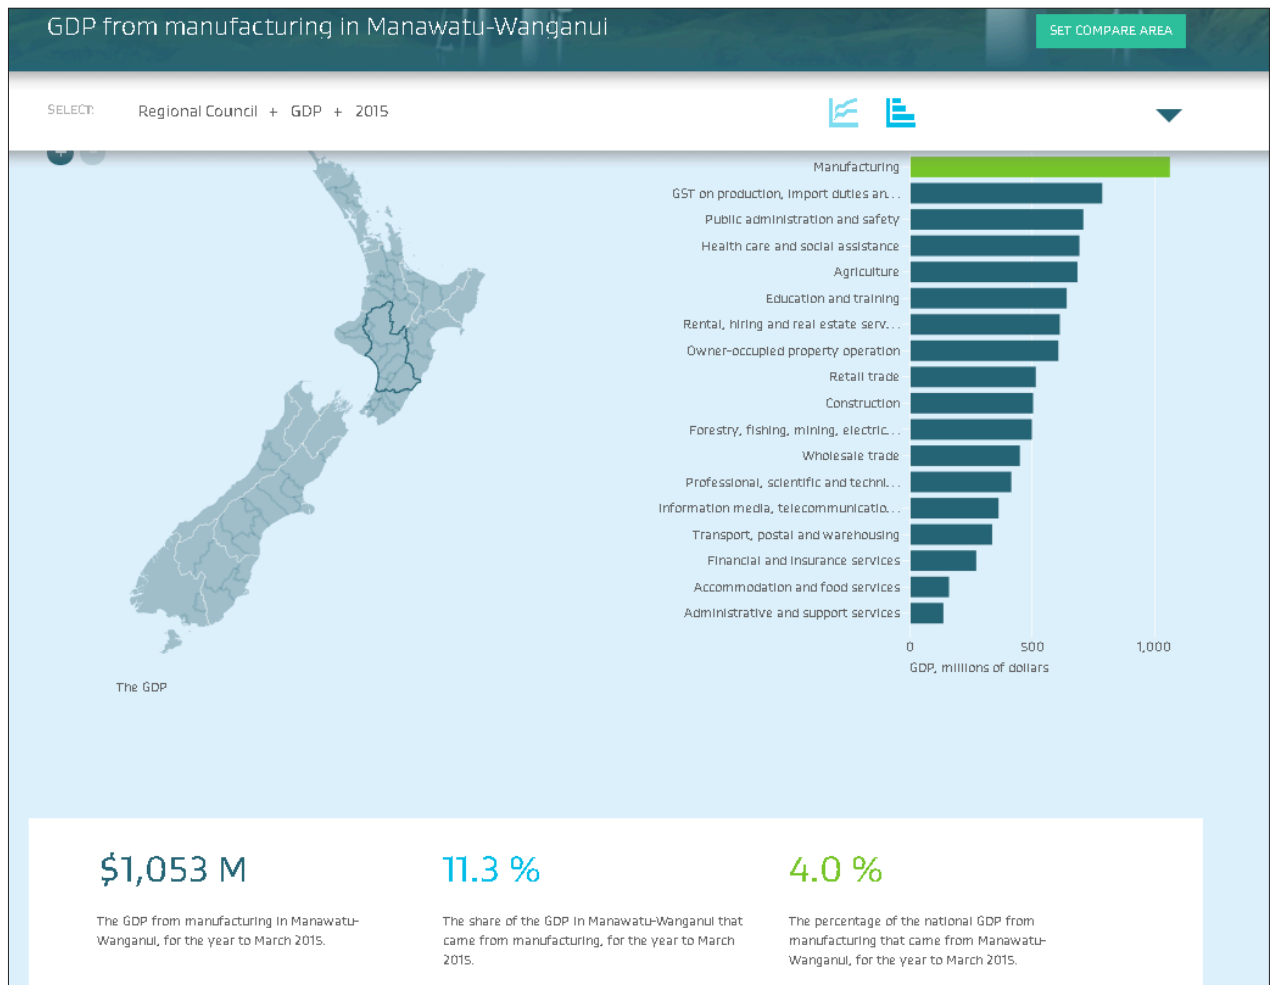 GDP from manufacturing in Manawatu-Wanganui
SET COMPARE AREA
SELECT:
Regional Council + GDP + 2015
Manufacturing
GST on production, import duties an...
Public administration and safety
Health care and social assistance
Agriculture
Education and training
Rental, hiring and real estate serv...
Owner-occupied property operation
Retail trade
Construction
Forestry, fishing, mining, electric...
Wholesale trade
Professional, scientific and techni...
Information media, telecommunicatio...
Transport, postal and warehousing
Financial and insurance services
Accommodation and food services
Administrative and support services
0 500 1,000
GDP, millions of dollars
The GDP
$1,053 M
The GDP from manufacturing in Manawatu-
Wanganui, for the year to March 2015.
11.3 %
The share of the GDP in Manawatu-Wanganui that
came from manufacturing, for the year to March
2015.
4.0 %
The percentage of the national GDP from
manufacturing that came from Manawatu-
Wanganui, for the year to March 2015.